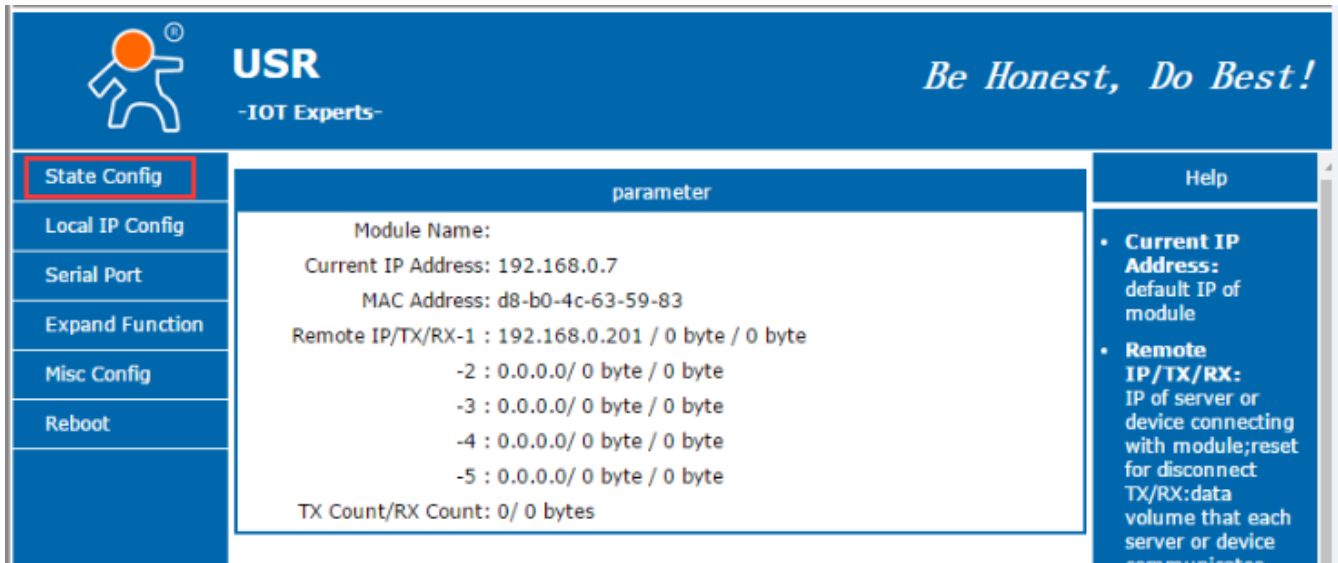 ®
USR
-IOT Experts-
Be Honest, Do Best!
State Config
Local IP Config
Serial Port
Expand Function
Misc Config
Reboot
parameter
Module Name:
Current IP Address: 192.168.0.7
MAC Address: d8-b0-4c-63-59-83
Remote IP/TX/RX-1 : 192.168.0.201 / 0 byte / 0 byte
-2 : 0.0.0.0/ 0 byte / 0 byte
-3 : 0.0.0.0/ 0 byte / 0 byte
-4 : 0.0.0.0/ 0 byte / 0 byte
-5 : 0.0.0.0/ 0 byte / 0 byte
TX Count/RX Count: 0/ 0 bytes
Help
• Current IP
Address:
default IP of
module
• Remote
IP/TX/RX:
IP of server or
device connecting
with module;reset
for disconnect
TX/RX:data
volume that each
server or device